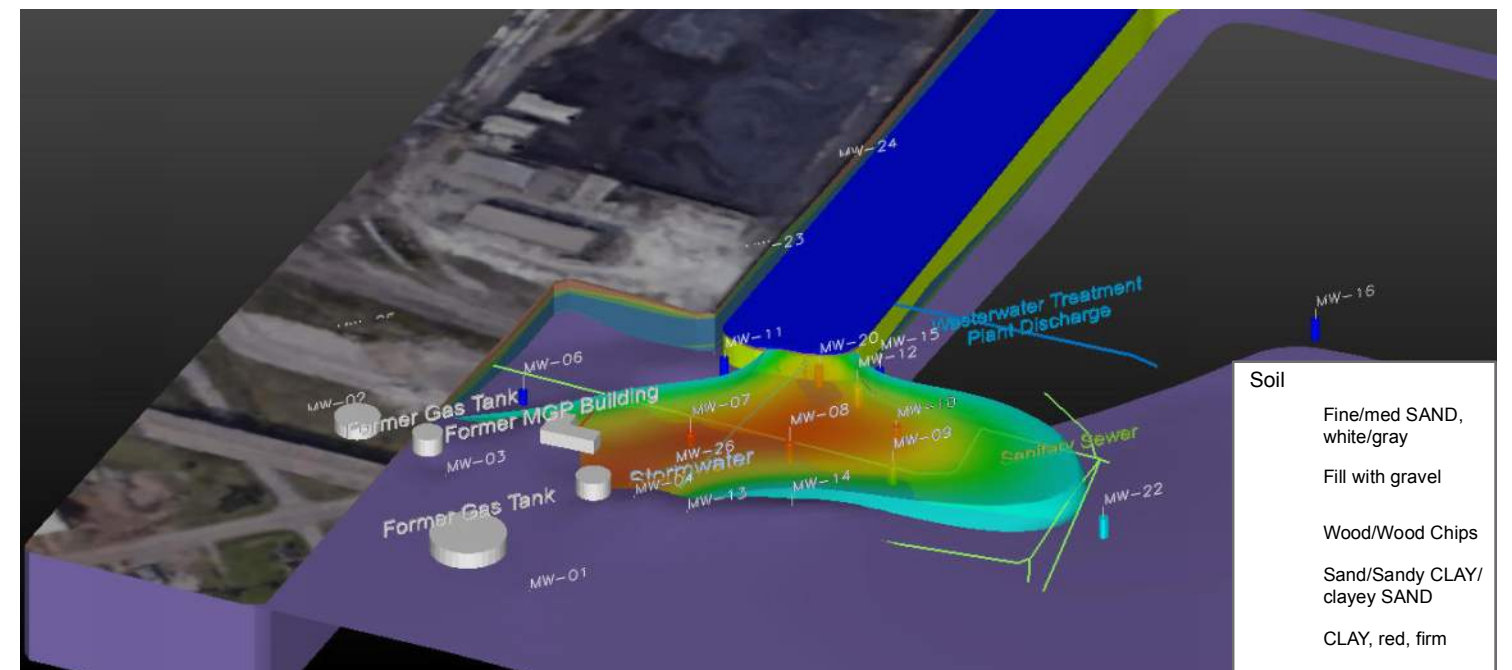 MW-24
MW-16
Westerwater Treatment
Plant Discharge
MW-11
MW-20
MW-15
MW-12
MW-06
MW-02
Former Gas Tank
MW-07
MW-08
MW-10
Former MGP Building
MW-09
Sanitary Sewer
MW-03
MW-26
Stormwater
MW-04
MW-14
MW-13
MW-22
Former Gas Tank
MW-01
Soil
Fine/med SAND,
white/gray
Fill with gravel
Wood/Wood Chips
Sand/Sandy CLAY/
clayey SAND
CLAY, red, firm